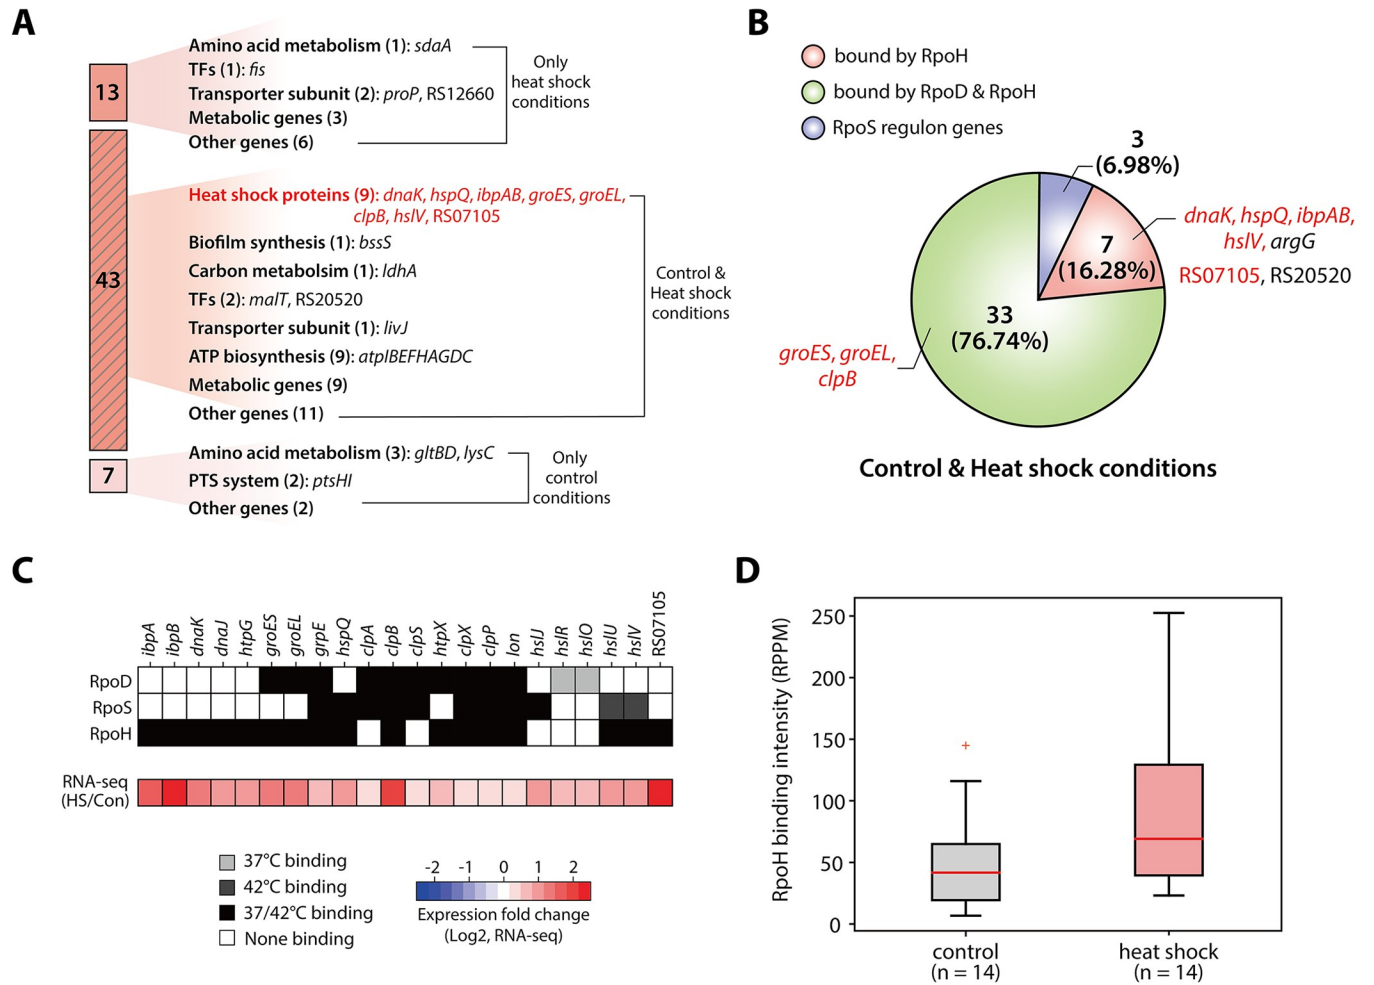 A
13
43
7
Amino acid metabolism (1): sdaA
TFs (1): fis
Transporter subunit (2): proP, RS12660
Metabolic genes (3)
Other genes (6)
Only
heat shock
conditions
Heat shock proteins (9): dnaK, hspQ, ibpAB, groES, groEL,
clpB, hslV, RS07105
Biofilm synthesis (1): bssS
Carbon metabolsim (1): ldhA
TFs (2): malT, RS20520
Transporter subunit (1): livJ
ATP biosynthesis (9): atpIBEFHAGDC
Metabolic genes (9)
Other genes (11)
Control &
Heat shock
conditions
Amino acid metabolism (3): gltBD, lysC
PTS system (2): ptsHI
Other genes (2)
Only
control
conditions
B
bound by RpoH
bound by RpoD & RpoH
RpoS regulon genes
3
(6.98%)
7
(16.28%)
33
(76.74%)
dnaK, hspQ, ibpAB,
hslV, argG
RS07105, RS20520
groES, groEL,
clpB
Control & Heat shock conditions
C
ibpA
ibpB
dnaK
dnaJ
htpG
groES
groEL
grpE
hspQ
clpA
clpB
clpS
htpX
clpX
clpP
lon
hslJ
hslR
hslO
hslU
hslV
RS07105
RpoD
RpoS
RpoH
RNA-seq
(HS/Con)
37°C binding
42°C binding
37/42°C binding
None binding
-2 -1 0 1 2
Expression fold change
(Log2, RNA-seq)
D
RpoH binding intensity (RPPM)
250
200
150
100
50
0
control
(n = 14)
heat shock
(n = 14)